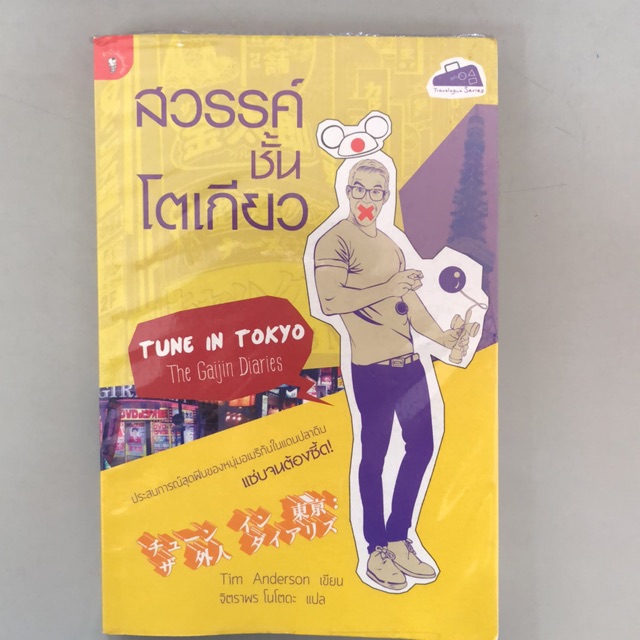 สวรรค์
ชั้น
โตเกียว
Travelogue Series
TUNE IN TOKYO
The Gaijin Diaries
ประสบการณ์สุดฟินของหนุ่มอเมริกันในแดนปลาดิบ
แซ่บจนต้องซี้ด!
チューン イン 東京:
ザ 外人 ダイアリズ
Tim Anderson เขียน
จิตราพร โนโตดะ แปล